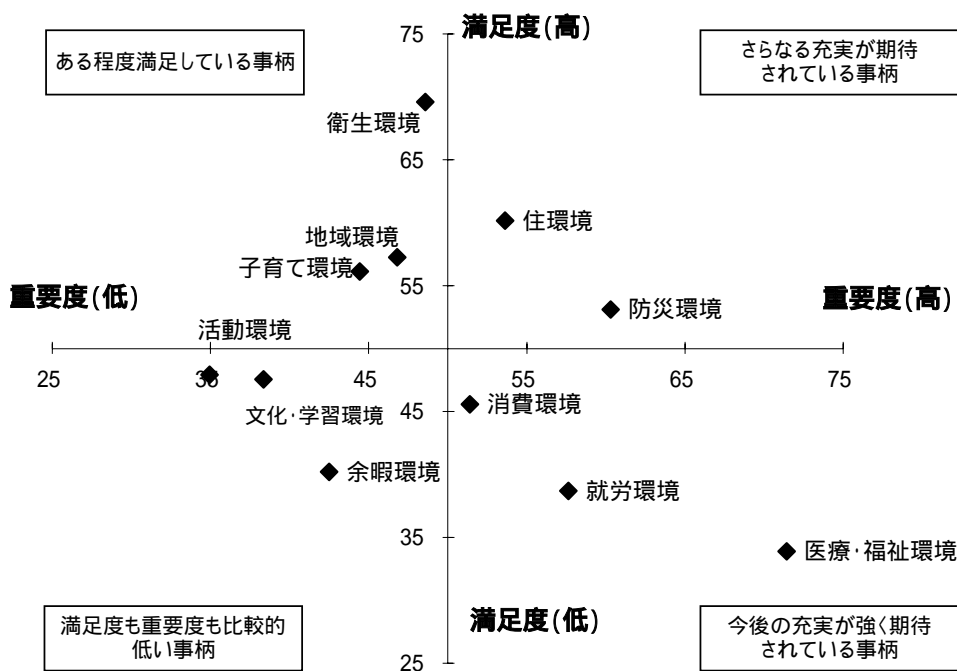 75
満足度(高)
ある程度満足している事柄
さらなる充実が期待
されている事柄
衛生環境
65
住環境
地域環境
子育て環境
55
重要度(低)
防災環境
重要度(高)
活動環境
25
35
45
55
65
75
文化・学習環境
45
消費環境
余暇環境
就労環境
35
医療・福祉環境
満足度も重要度も比較的
低い事柄
満足度(低)
今後の充実が強く期待
されている事柄
25